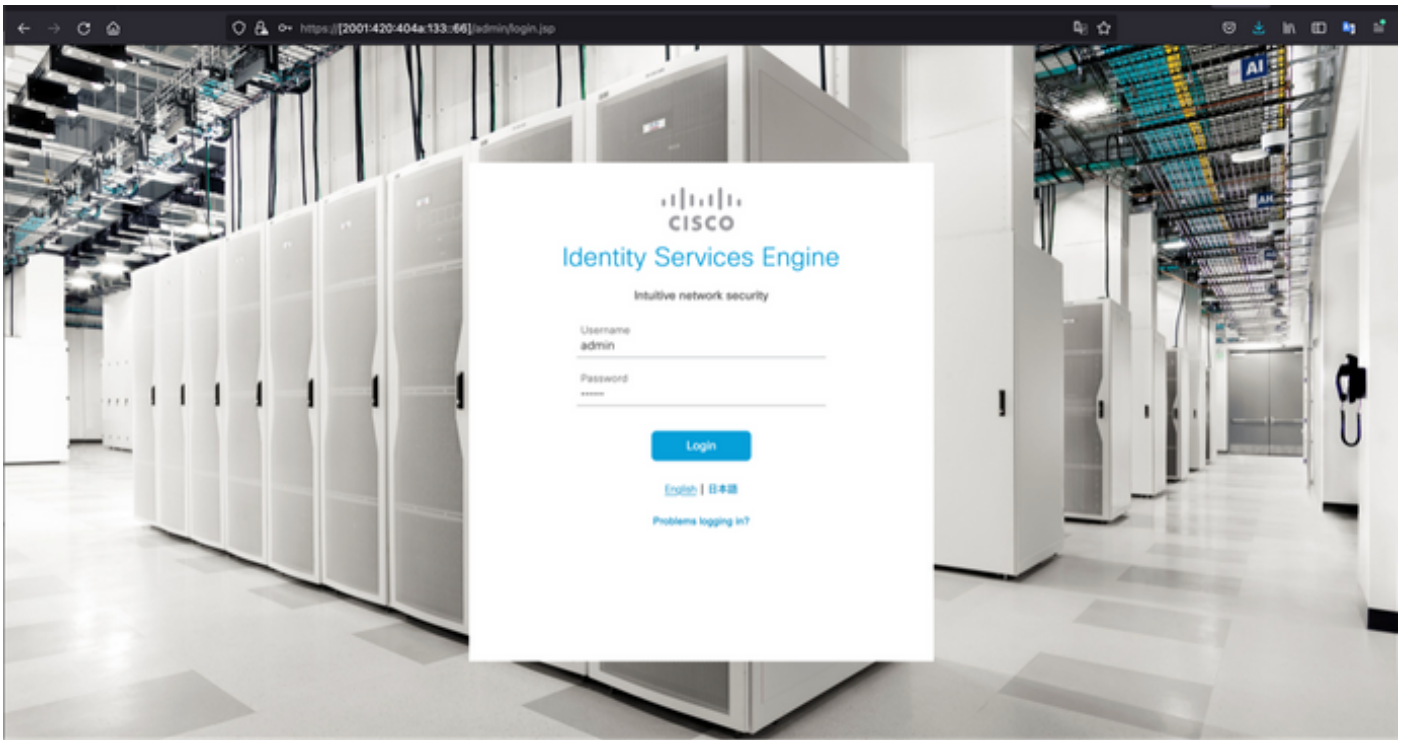 https://[2001:420:404a:133::66]/admin/login.jsp
AI
AH
CISCO
Identity Services Engine
Intuitive network security
Username
admin
Password
Login
English | 日本語
Problems logging in?